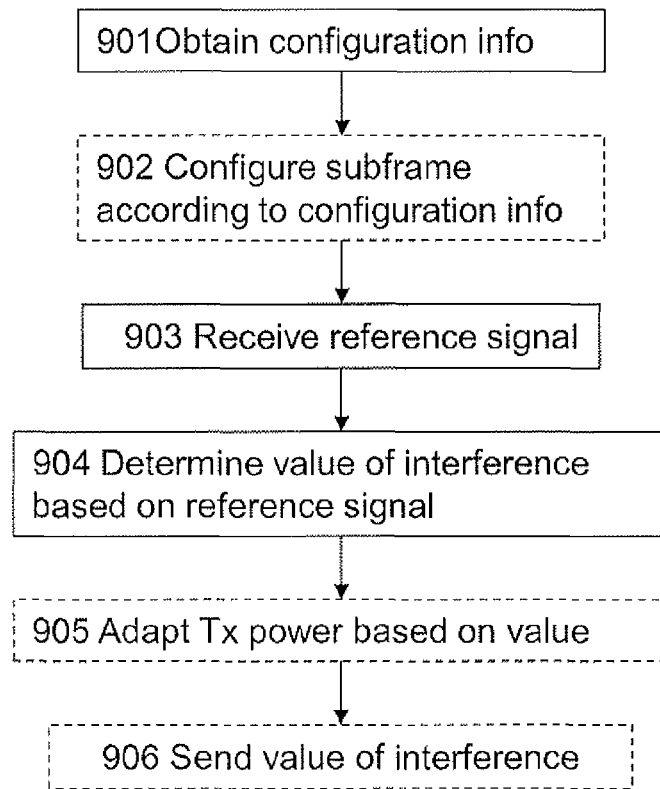 901Obtain configuration info
902 Configure subframe
according to configuration info
903 Receive reference signal
904 Determine value of interference
based on reference signal
905 Adapt Tx power based on value
906 Send value of interference